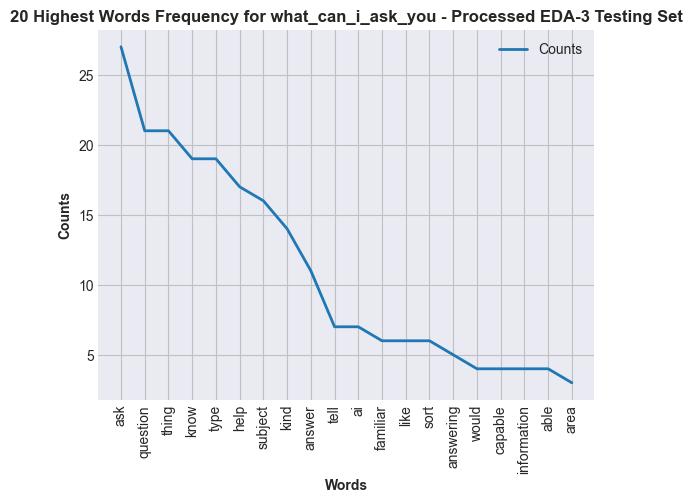 20 Highest Words Frequency for what_can_i_ask_you - Processed EDA-3 Testing Set
Counts
25
20
15
10
5
Counts
ask
question
thing
know
type
help
subject
kind
answer
tell
ai
familiar
like
sort
answering
would
capable
information
able
area
Words